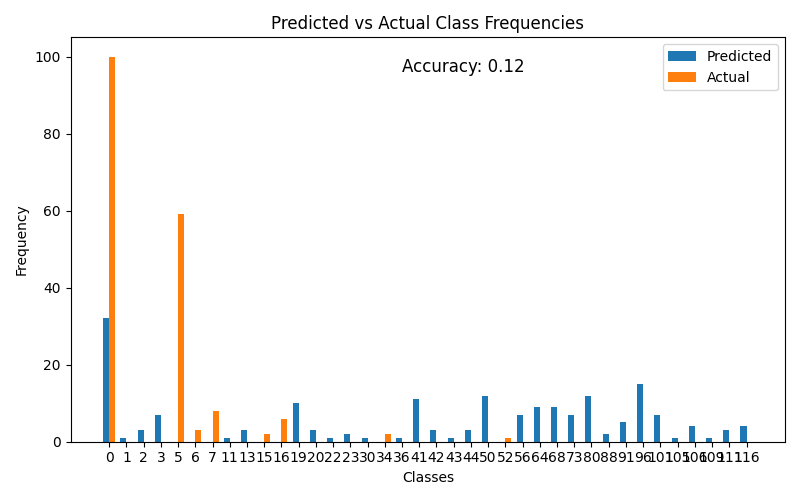 Predicted vs Actual Class Frequencies
Accuracy: 0.12
Predicted
Actual
100
80
60
40
20
0
Frequency
0 1 2 3 5 6 7 11 13 15 16 19 20 22 23 30 34 36 41 42 43 44 50 52 56 64 68 73 80 88 91 96 101 105 106 109 111 116
Classes